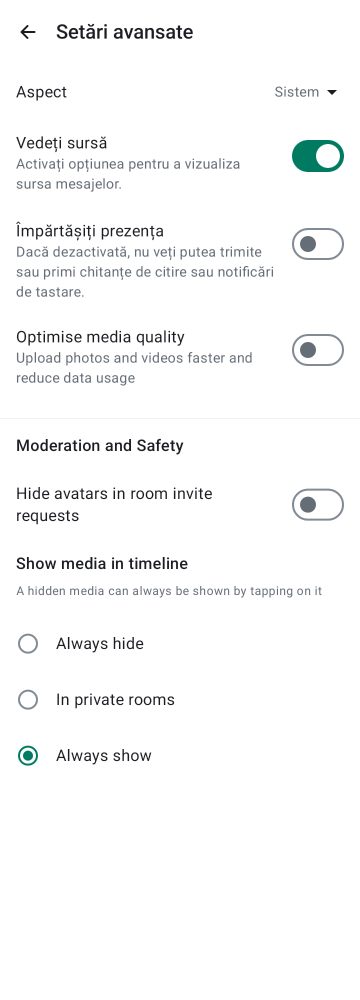 Setări avansate
Aspect
Sistem
Vedeți sursă
Activați opțiunea pentru a vizualiza
sursa mesajelor.
Împărtășiți prezența
Dacă dezactivată, nu veți putea trimite
sau primi chitanțe de citire sau notificări
de tastare.
Optimise media quality
Upload photos and videos faster and
reduce data usage
Moderation and Safety
Hide avatars in room invite
requests
Show media in timeline
A hidden media can always be shown by tapping on it
Always hide
In private rooms
Always show